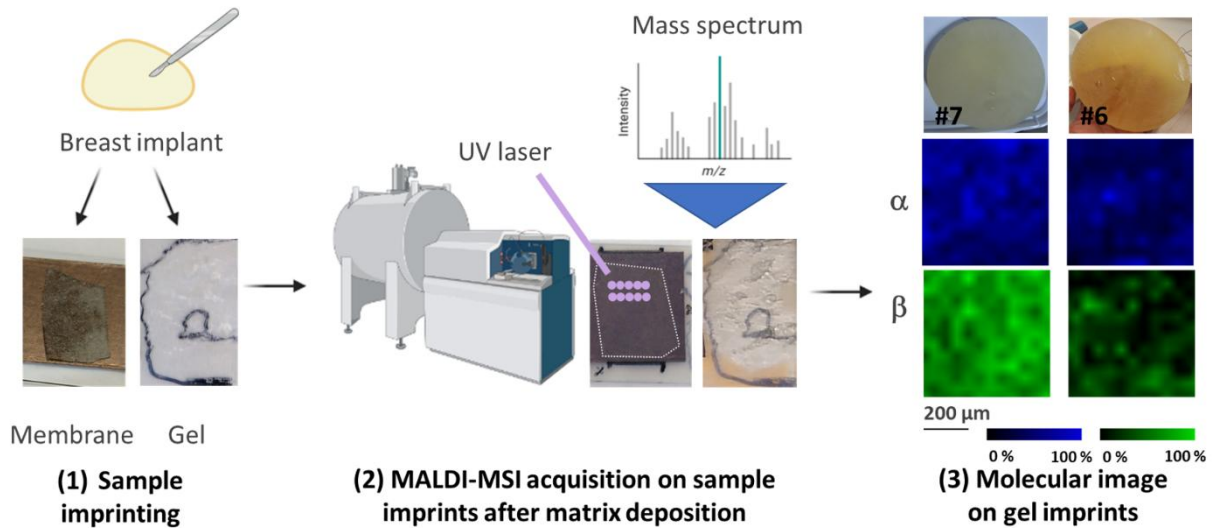 Breast implant
Membrane Gel
(1) Sample
imprinting
UV laser
Mass spectrum
Intensity
m/z
(2) MALDI-MSI acquisition on sample
imprints after matrix deposition
#7 #6
α
β
200 µm
0 % 100 % 0 % 100 %
(3) Molecular image
on gel imprints